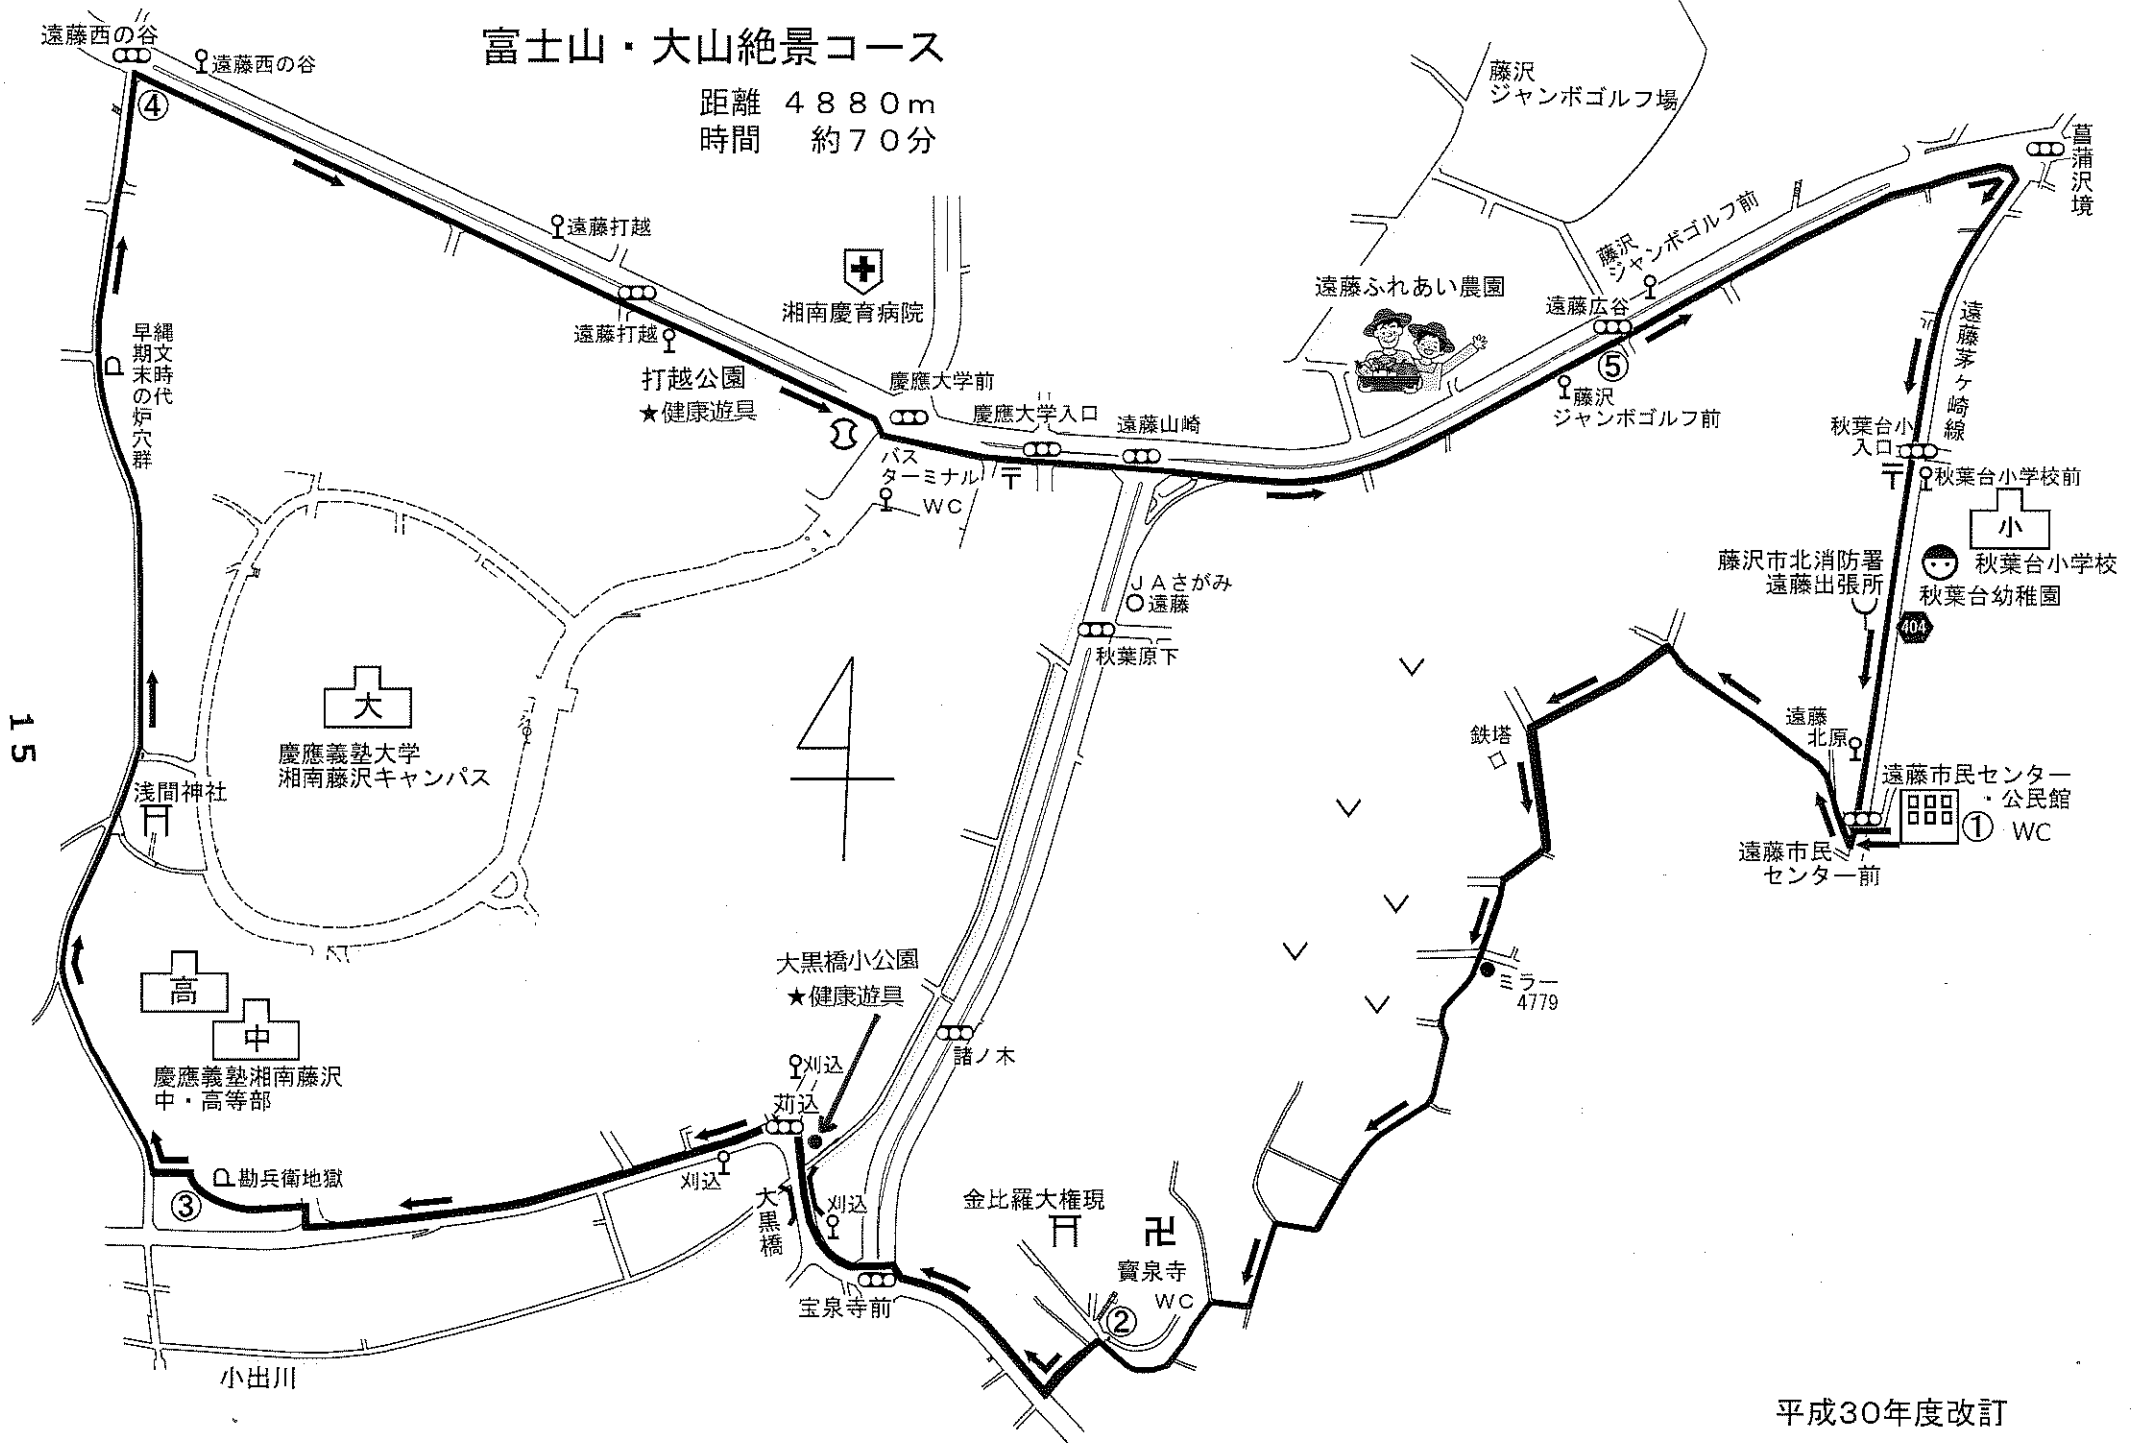 富士山・大山絶景コース
距離 4880m
時間 約70分
遠藤西の谷
遠藤西の谷
④
遠藤打越
遠藤打越
打越公園
★健康遊具
湘南慶育病院
慶應大学前
慶應大学入口
遠藤山崎
バス
ターミナル
WC
〒
藤沢
ジャンボゴルフ場
遠藤ふれあい農園
藤沢
ジャンボゴルフ前
遠藤広谷
⑤
藤沢
ジャンボゴルフ前
菖蒲沢境
遠藤茅ヶ崎線
秋葉台小
入口
〒
秋葉台小学校前
小
秋葉台小学校
秋葉台幼稚園
藤沢市北消防署
遠藤出張所
404
遠藤
北原
遠藤市民センター
・公民館
① WC
遠藤市民
センター前
縄文時代
早期末の炉穴群
大
慶應義塾大学
湘南藤沢キャンパス
浅間神社
高
中
慶應義塾湘南藤沢
中・高等部
JAさがみ
遠藤
秋葉原下
鉄塔
ミラー
4779
大黒橋小公園
★健康遊具
諸ノ木
刈込
苅込
刈込
刈込
大黒橋
勘兵衛地獄
③
宝泉寺前
金比羅大権現
卍
寳泉寺
WC
②
小出川
15
平成30年度改訂